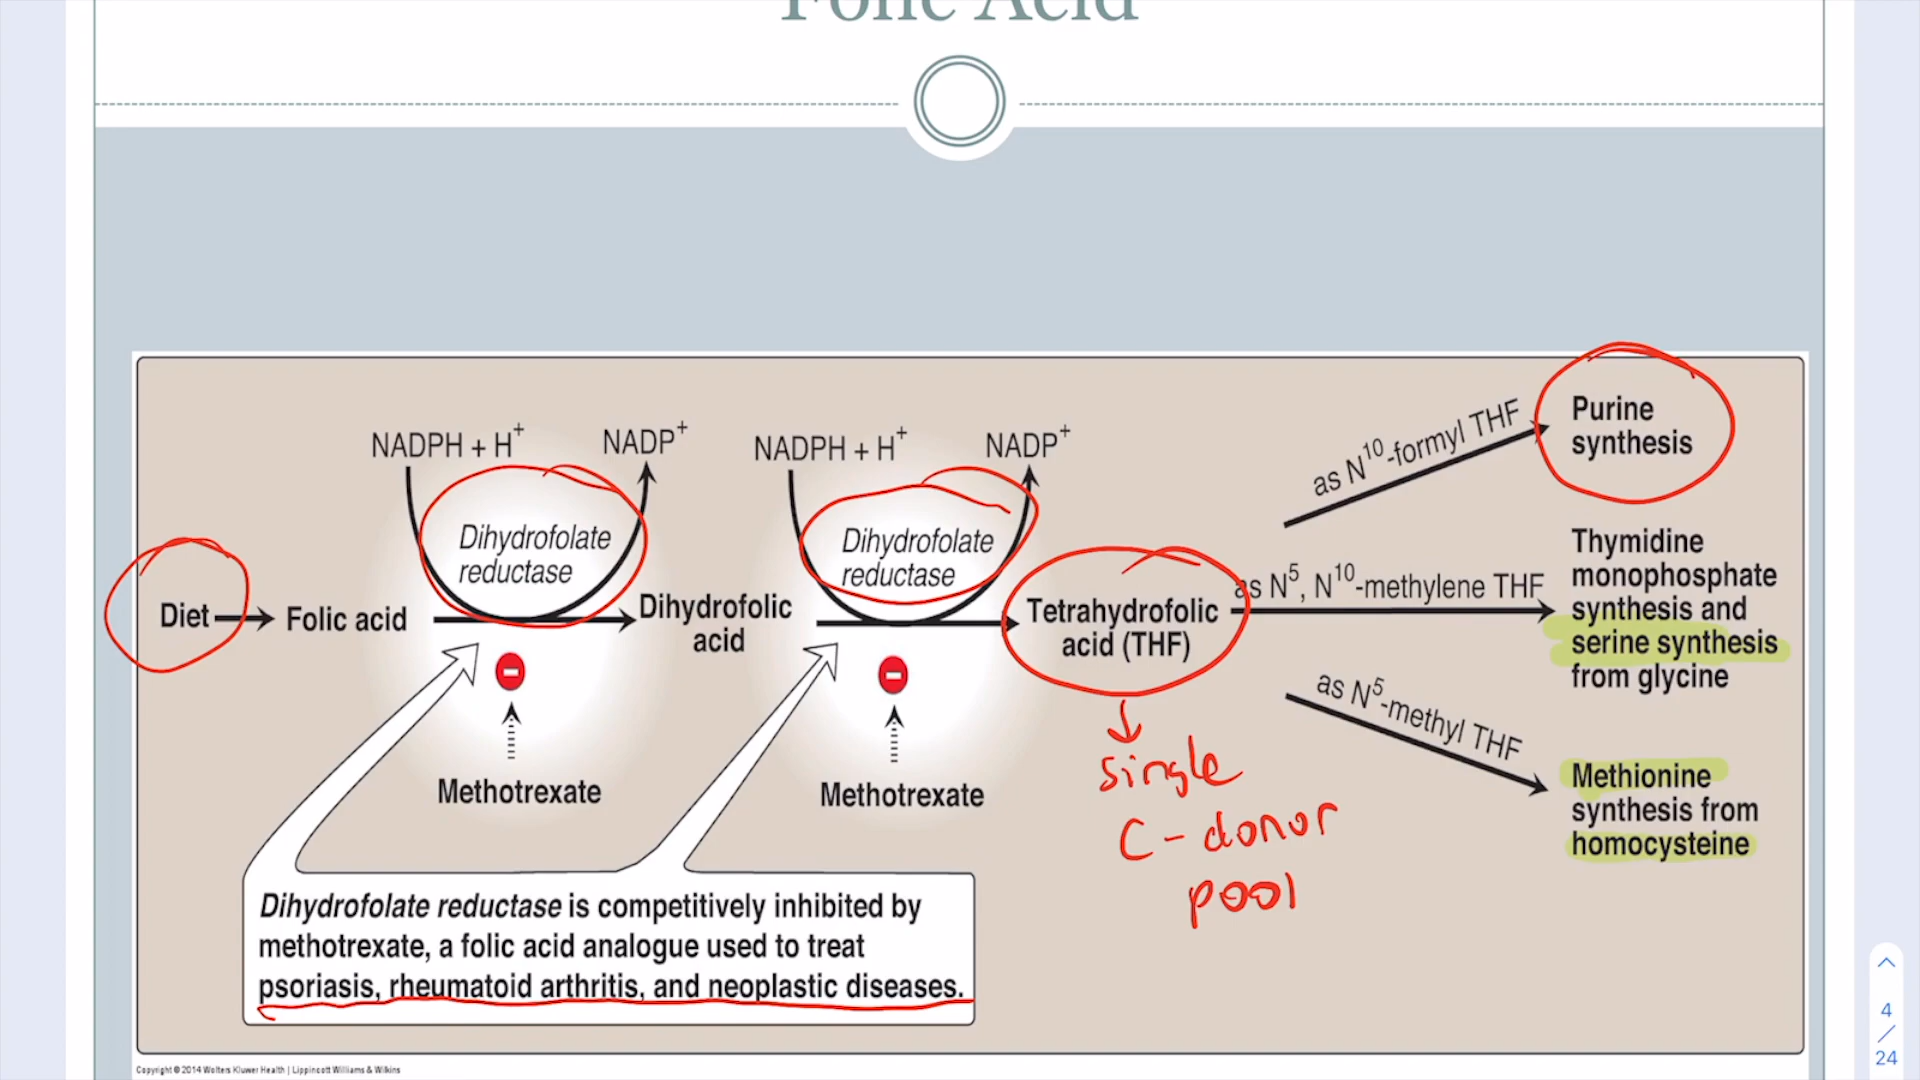 Folic Acid
NADPH + H+
NADP+
NADPH + H+
NADP+
Dihydrofolate
reductase
Dihydrofolate
reductase
Diet
Folic acid
Dihydrofolic
acid
Tetrahydrofolic
acid (THF)
as N10-formyl THF
Purine
synthesis
as N5, N10-methylene THF
Thymidine
monophosphate
synthesis and
serine synthesis
from glycine
as N5-methyl THF
Methionine
synthesis from
homocysteine
Methotrexate
Methotrexate
single
C - donor
pool
Dihydrofolate reductase is competitively inhibited by
methotrexate, a folic acid analogue used to treat
psoriasis, rheumatoid arthritis, and neoplastic diseases.
Copyright © 2014 Wolters Kluwer Health | Lippincott Williams & Wilkins
4
/
24